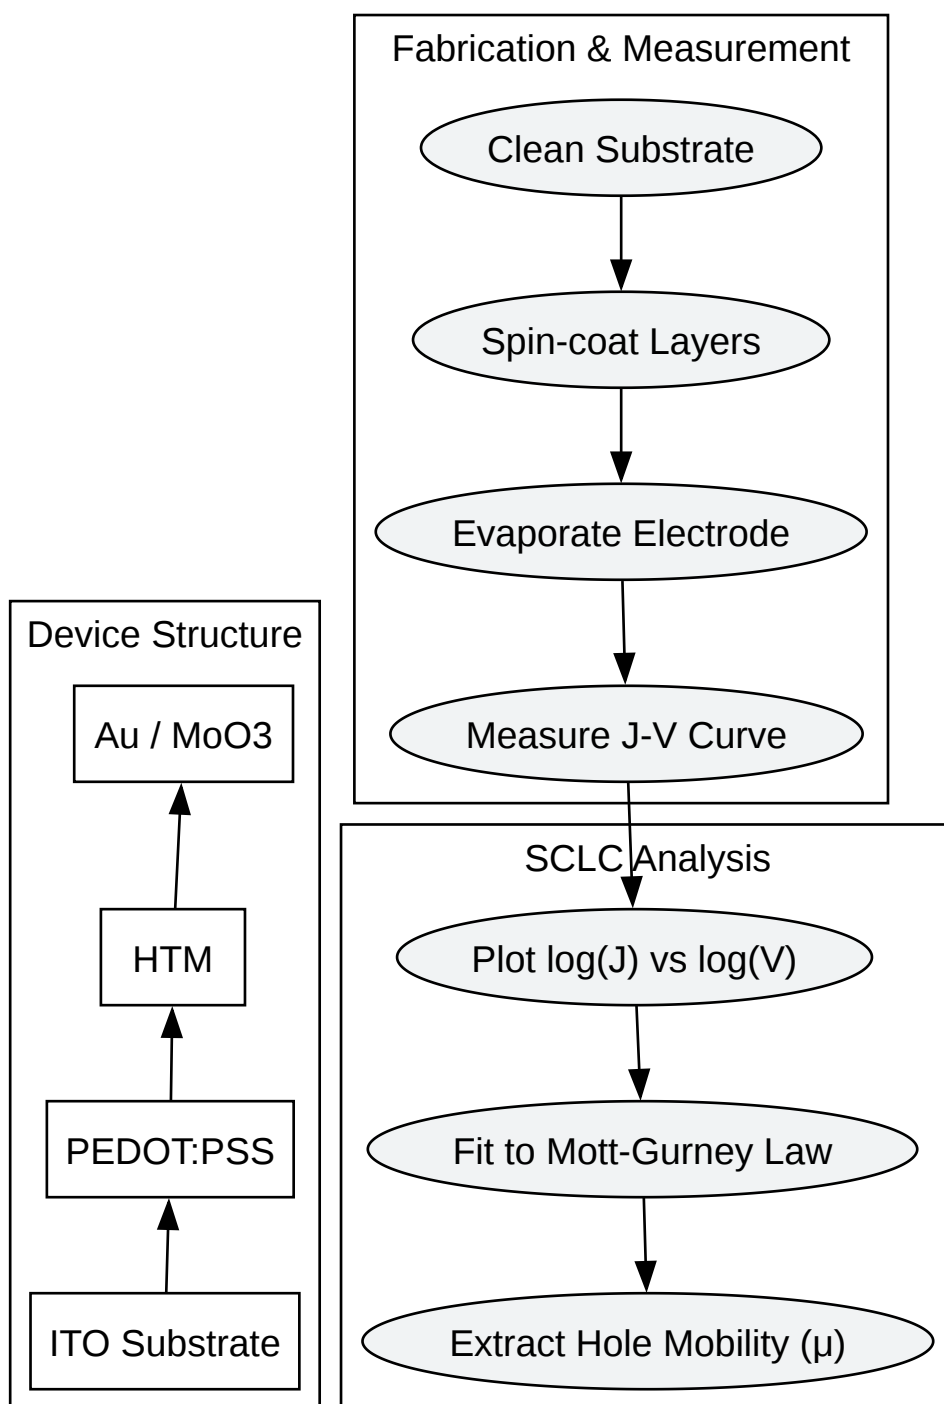 Fabrication & Measurement
Clean Substrate
Spin-coat Layers
Evaporate Electrode
Measure J-V Curve
Device Structure
Au / MoO3
HTM
PEDOT:PSS
ITO Substrate
SCLC Analysis
Plot log(J) vs log(V)
Fit to Mott-Gurney Law
Extract Hole Mobility (μ)